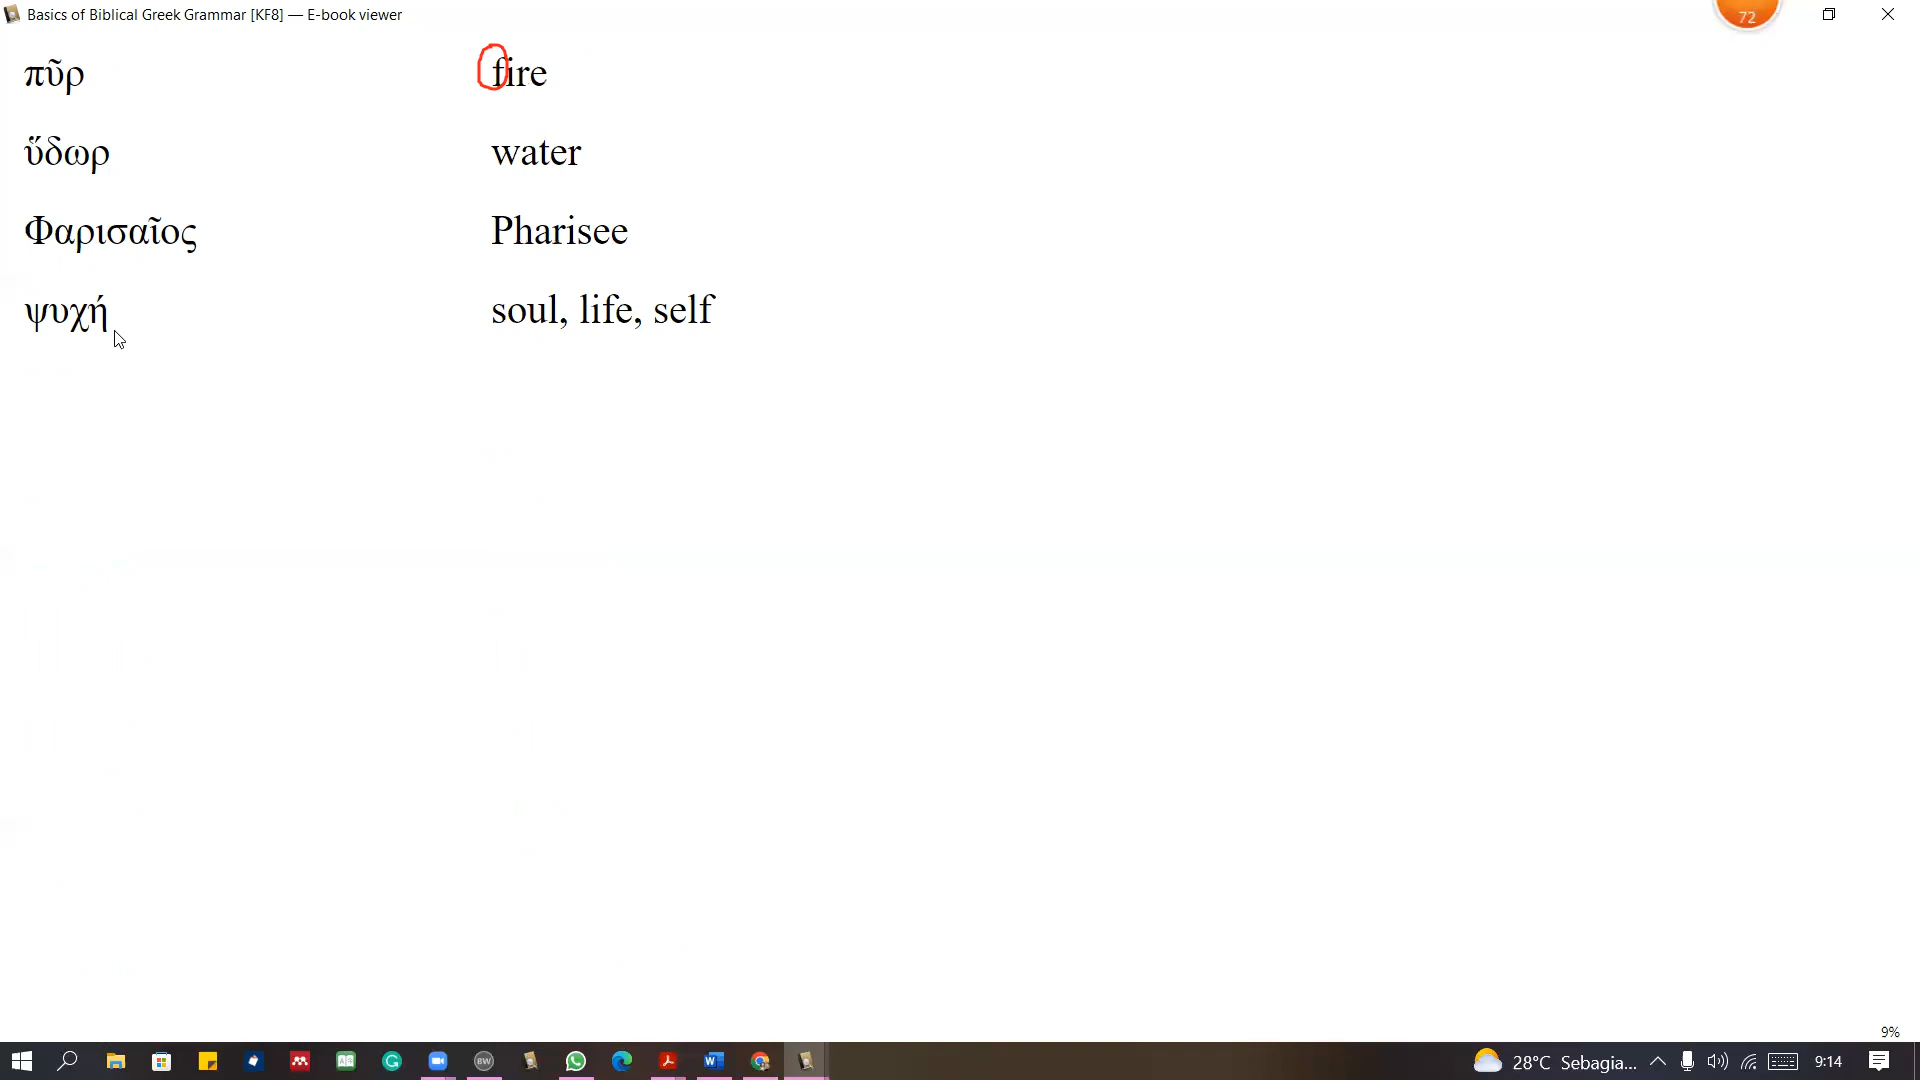 Basics of Biblical Greek Grammar [KF8] — E-book viewer
72
πῦρ fire
ὕδωρ water
Φαρισαῖος Pharisee
ψυχή soul, life, self
9%
BW
28°C Sebagia... 9:14